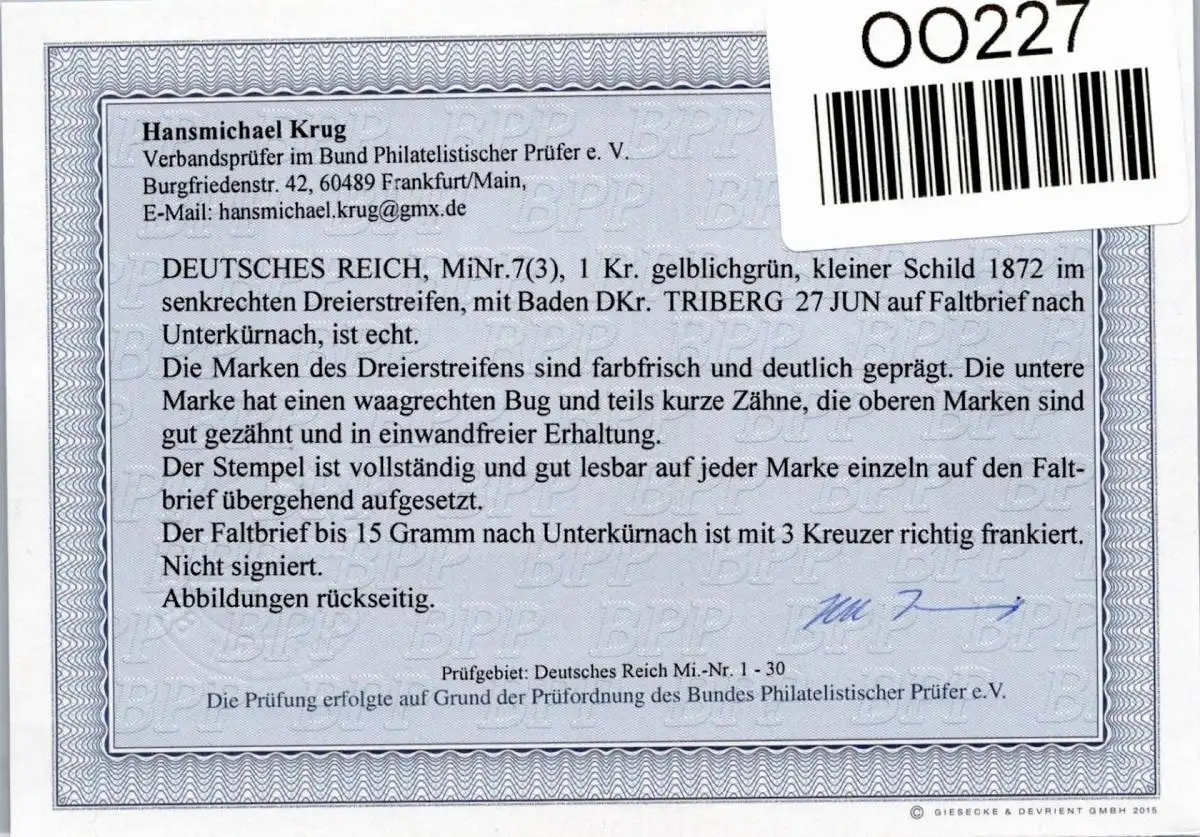 OO227
Hansmichael Krug
Verbandsprüfer im Bund Philatelistischer Prüfer e. V.
Burgfriedenstr. 42, 60489 Frankfurt/Main,
E-Mail: hansmichael.krug@gmx.de
DEUTSCHES REICH, MiNr.7(3), 1 Kr. gelblichgrün, kleiner Schild 1872 im
senkrechten Dreierstreifen, mit Baden DKr. TRIBERG 27 JUN auf Faltbrief nach
Unterkürnach, ist echt.
Die Marken des Dreierstreifens sind farbfrisch und deutlich geprägt. Die untere
Marke hat einen waagrechten Bug und teils kurze Zähne, die oberen Marken sind
gut gezähnt und in einwandfreier Erhaltung.
Der Stempel ist vollständig und gut lesbar auf jeder Marke einzeln auf den Falt-
brief übergehend aufgesetzt.
Der Faltbrief bis 15 Gramm nach Unterkürnach ist mit 3 Kreuzer richtig frankiert.
Nicht signiert.
Abbildungen rückseitig.
Prüfgebiet: Deutsches Reich Mi.-Nr. 1 - 30
Die Prüfung erfolgte auf Grund der Prüfordnung des Bundes Philatelistischer Prüfer e.V.
© GIESECKE & DEVRIENT GMBH 2015